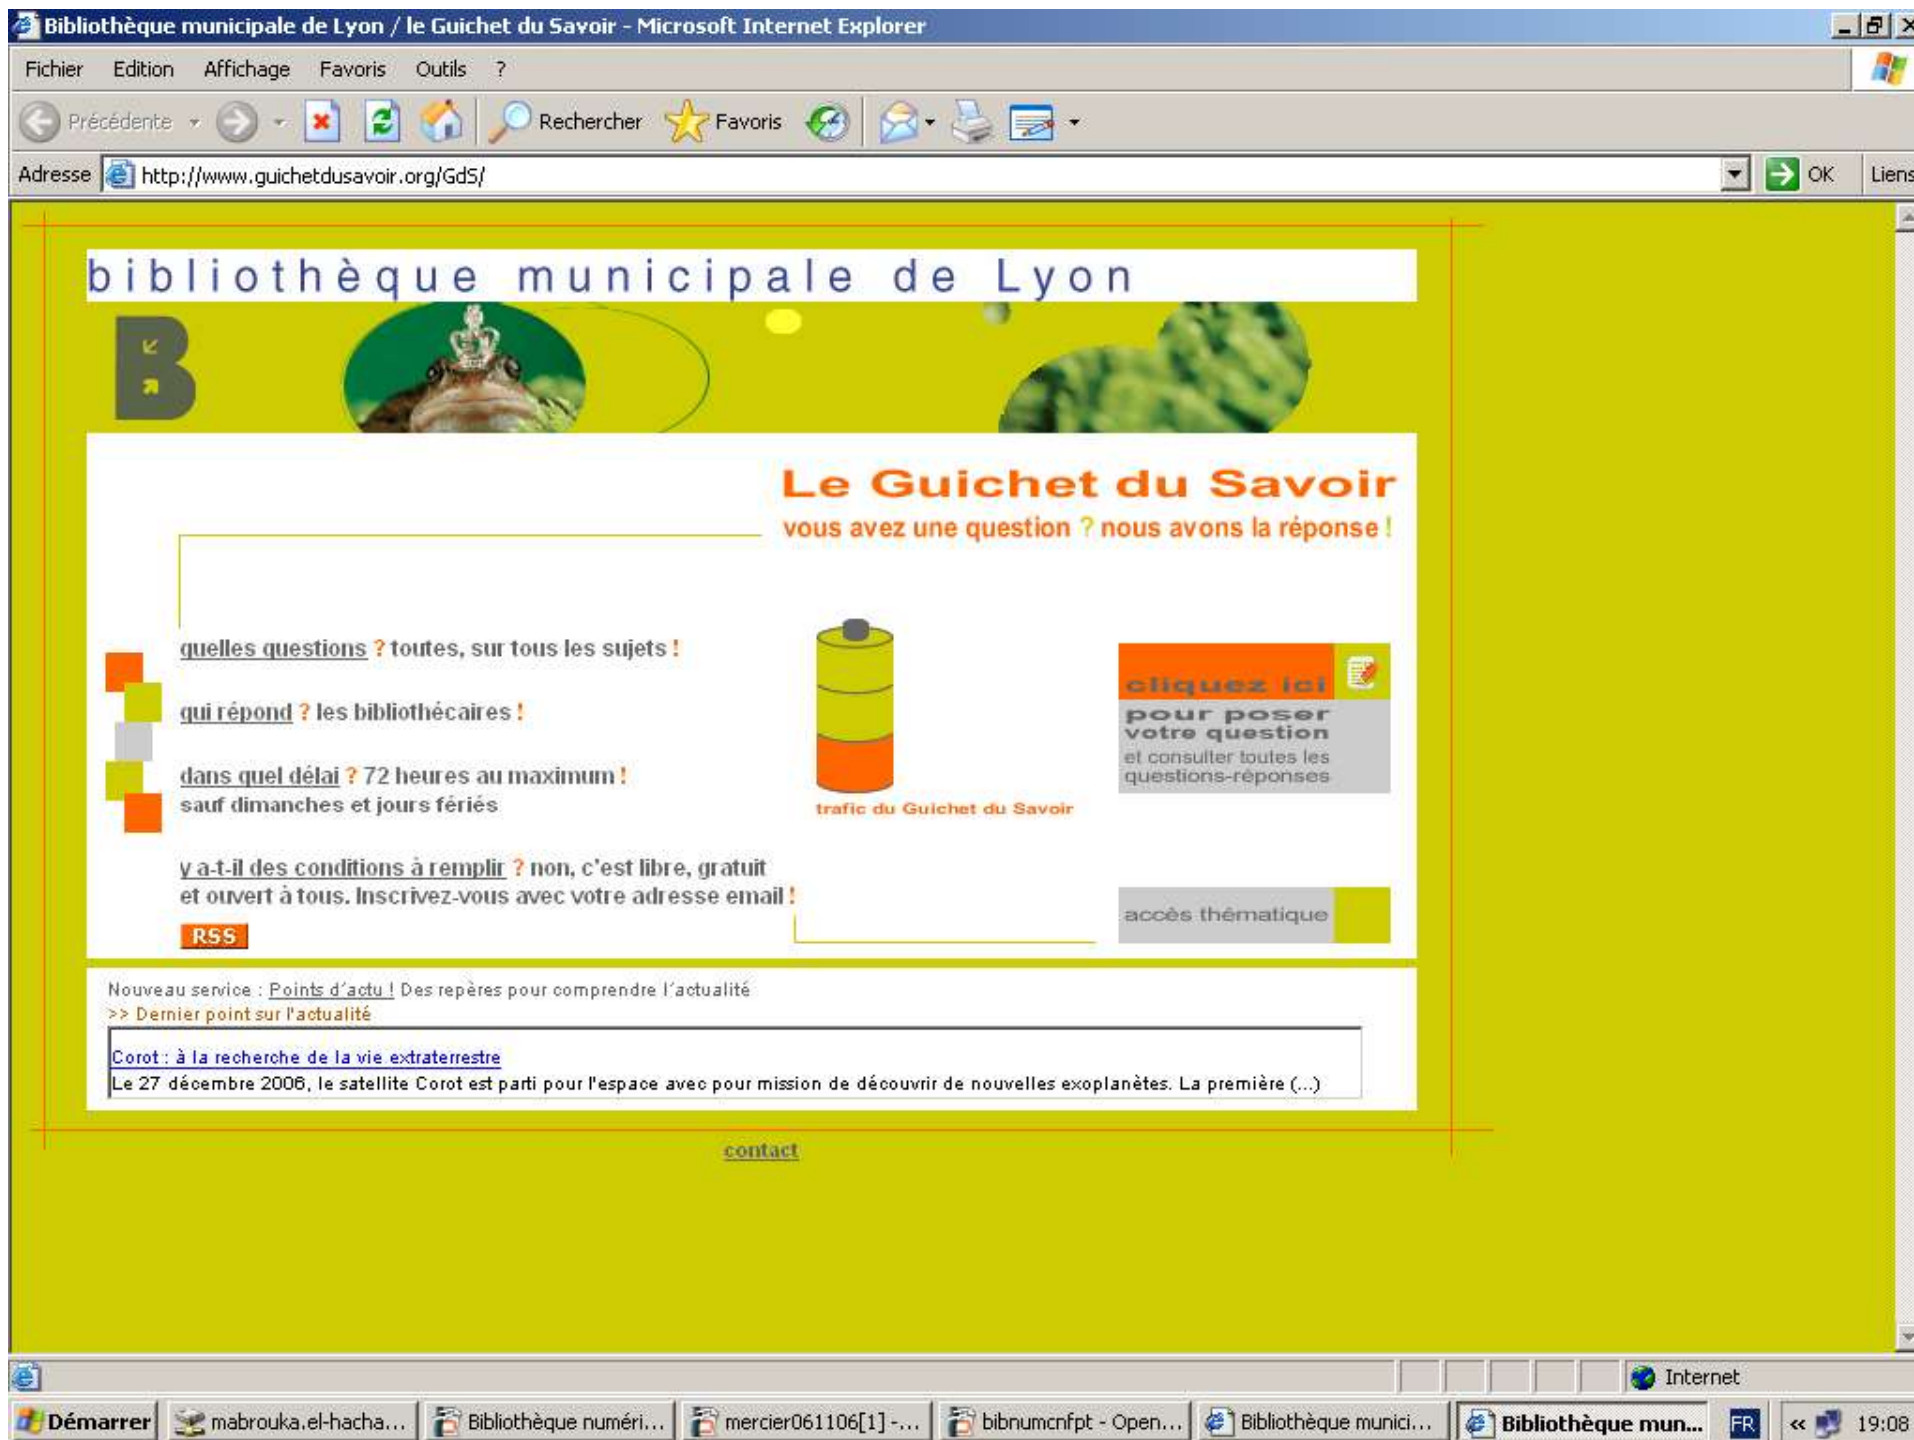 Bibliothèque municipale de Lyon / le Guichet du Savoir - Microsoft Internet Explorer
Fichier Edition Affichage Favoris Outils ?
Précédente Rechercher Favoris
Adresse http://www.guichetdusavoir.org/GdS/ OK Liens
bibliothèque municipale de Lyon
B
Le Guichet du Savoir
vous avez une question ? nous avons la réponse !
quelles questions ? toutes, sur tous les sujets !
qui répond ? les bibliothécaires !
dans quel délai ? 72 heures au maximum !
sauf dimanches et jours fériés
y a-t-il des conditions à remplir ? non, c'est libre, gratuit
et ouvert à tous. Inscrivez-vous avec votre adresse email !
RSS
trafic du Guichet du Savoir
cliquez ici
pour poser
votre question
et consulter toutes les
questions-réponses
accès thématique
Nouveau service : Points d'actu ! Des repères pour comprendre l'actualité
>> Dernier point sur l'actualité
Corot : à la recherche de la vie extraterrestre
Le 27 décembre 2006, le satellite Corot est parti pour l'espace avec pour mission de découvrir de nouvelles exoplanètes. La première (...)
contact
Internet
Démarrer mabrouka.el-hacha... Bibliothèque numéri... mercier061106[1] -... bibnumcnfpt - Open... Bibliothèque munici... Bibliothèque mun... FR « 19:08